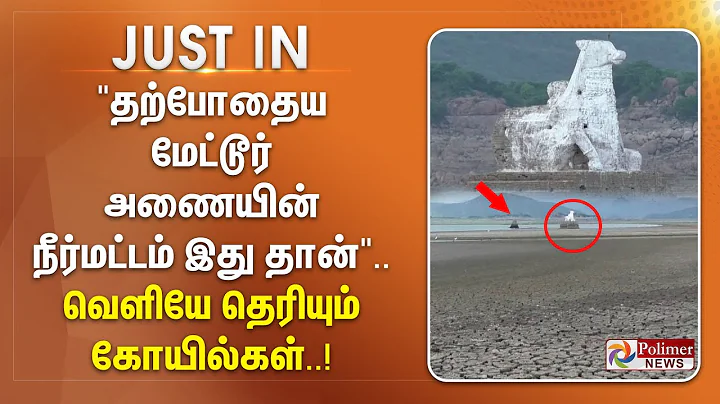 JUST IN
"தற்போதைய
மேட்டூர்
அணையின்
நீர்மட்டம் இது தான்"..
வெளியே தெரியும்
கோயில்கள்..!
Polimer
NEWS